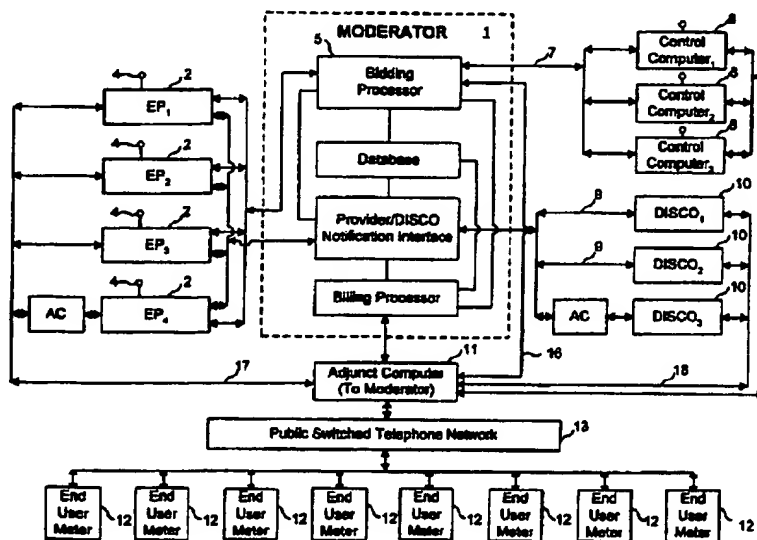 MODERATOR 1
5
Bidding Processor
Database
Provider/DISCO Notification Interface
Billing Processor
4 2
EP1
4 2
EP2
4 2
EP3
4 2
AC
EP4
7
8
Control Computer1
8
Control Computer2
8
Control Computer3
9
10
DISCO1
9
10
DISCO2
10
AC
DISCO3
17
11
Adjunct Computer (To Moderator)
16
18
13
Public Switched Telephone Network
End User Meter 12
End User Meter 12
End User Meter 12
End User Meter 12
End User Meter 12
End User Meter 12
End User Meter 12
End User Meter 12